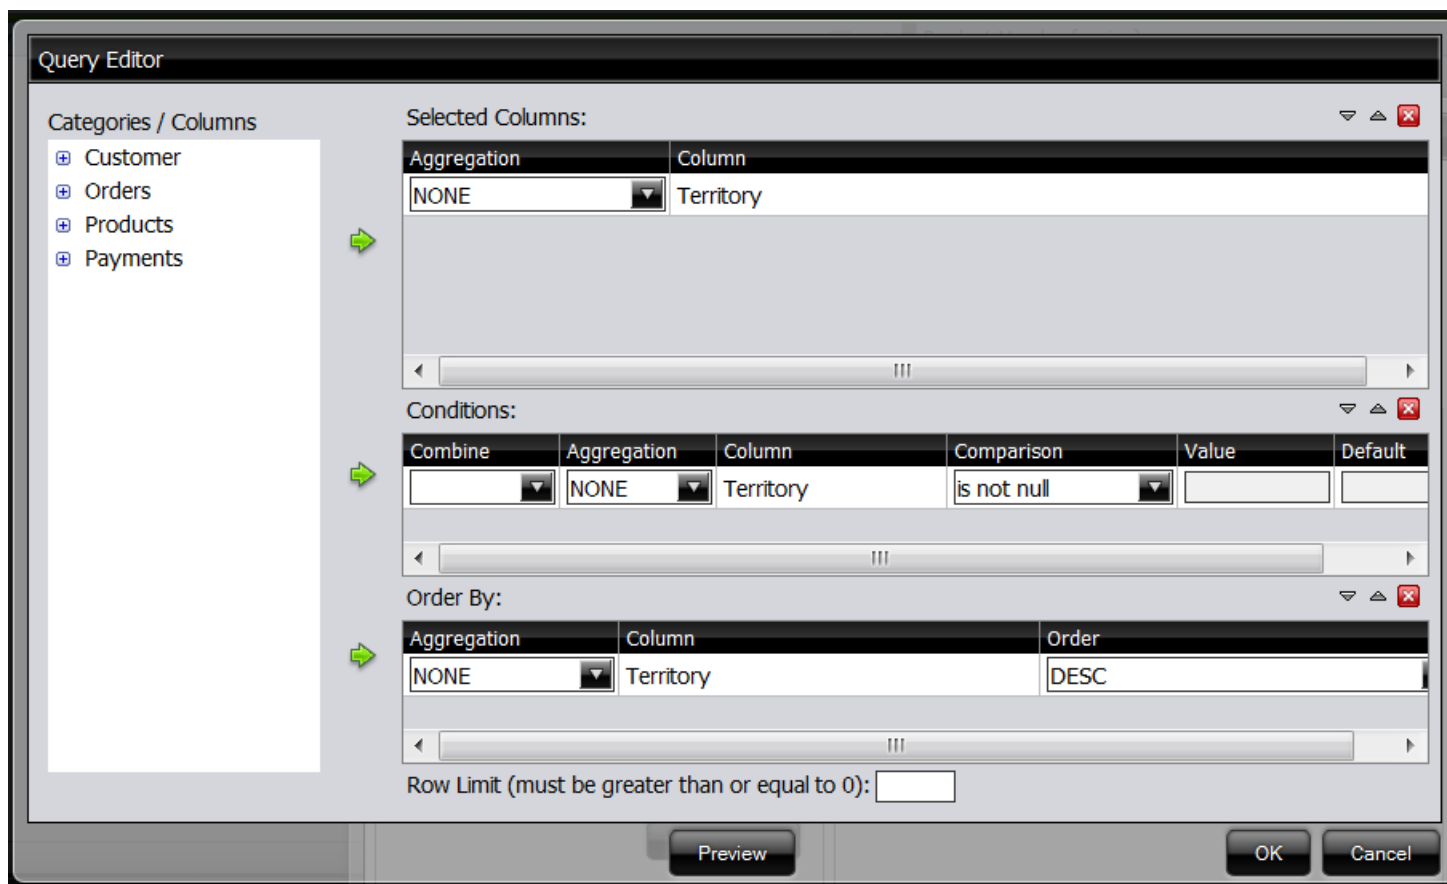 Query Editor
Categories / Columns
Customer
Orders
Products
Payments
Selected Columns:
Aggregation Column
NONE Territory
Conditions:
Combine Aggregation Column Comparison Value Default
NONE Territory is not null
Order By:
Aggregation Column Order
NONE Territory DESC
Row Limit (must be greater than or equal to 0):
Preview OK Cancel